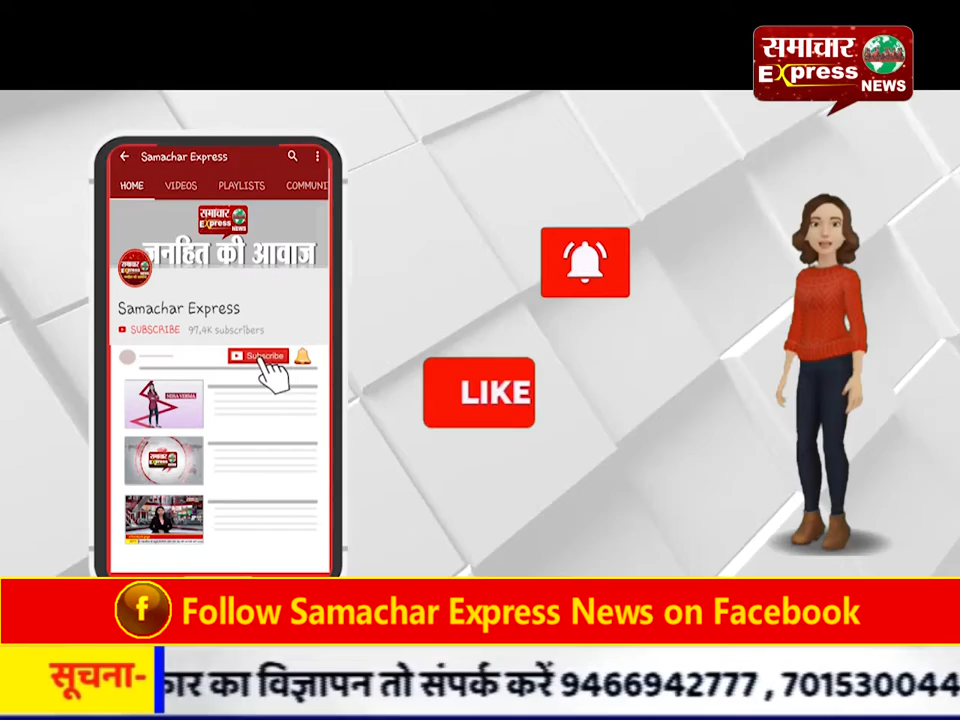 समाचार
Express
NEWS
Samachar Express
HOME VIDEOS PLAYLISTS COMMUNI
समाचार
Express
NEWS
जनहित की आवाज
Samachar Express
SUBSCRIBE 97.4K subscribers
Subscribe
LIKE
f Follow Samachar Express News on Facebook
सूचना- कार का विज्ञापन तो संपर्क करें 9466942777 , 701530044